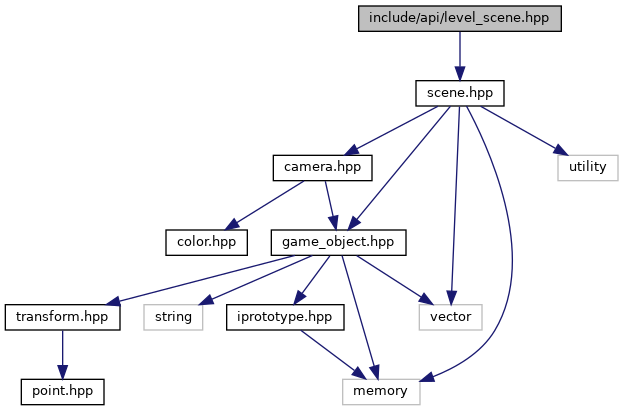 include/api/level_scene.hpp
scene.hpp
camera.hpp
utility
color.hpp
game_object.hpp
transform.hpp
string
iprototype.hpp
vector
point.hpp
memory